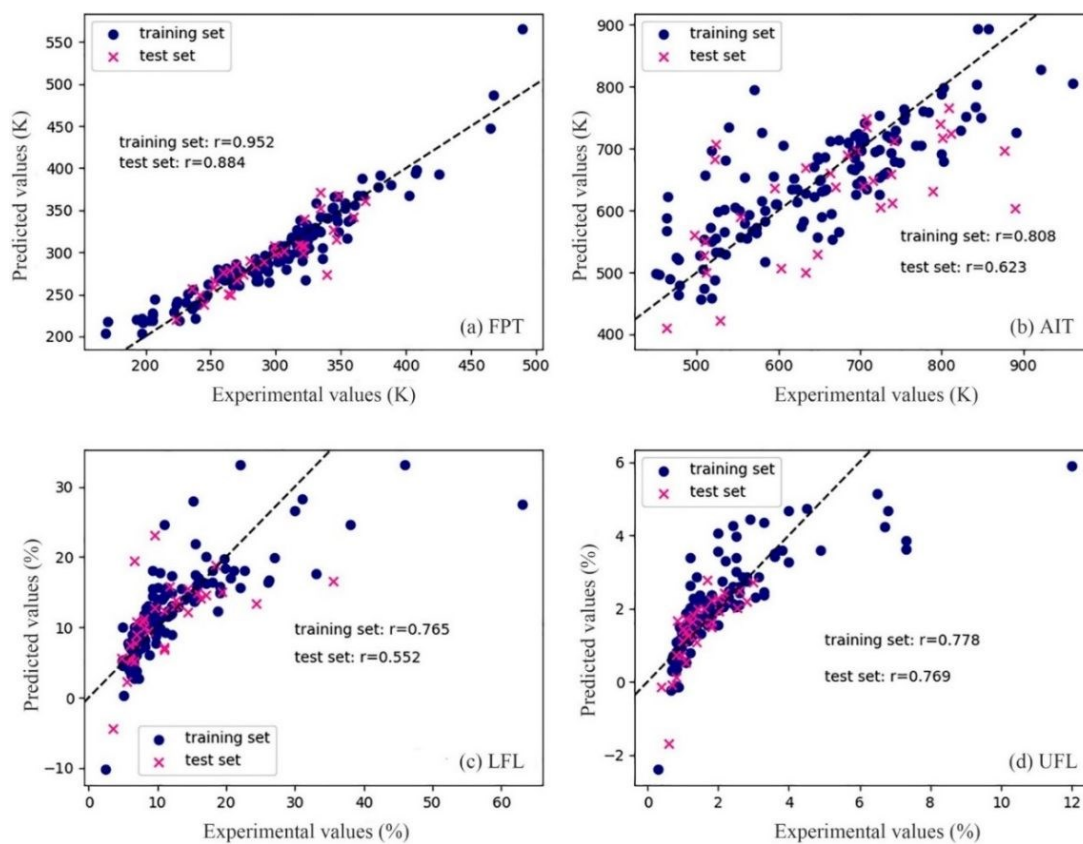 training set
test set
training set: r=0.952
test set: r=0.884
(a) FPT
Predicted values (K)
550
500
450
400
350
300
250
200
200 250 300 350 400 450 500
Experimental values (K)
training set
test set
training set: r=0.808
test set: r=0.623
(b) AIT
Predicted values (K)
900
800
700
600
500
400
500 600 700 800 900
Experimental values (K)
training set: r=0.765
test set: r=0.552
training set
test set
(c) LFL
Predicted values (%)
30
20
10
0
−10
0 10 20 30 40 50 60
Experimental values (%)
training set
test set
training set: r=0.778
test set: r=0.769
(d) UFL
Predicted values (%)
6
4
2
0
−2
0 2 4 6 8 10 12
Experimental values (%)